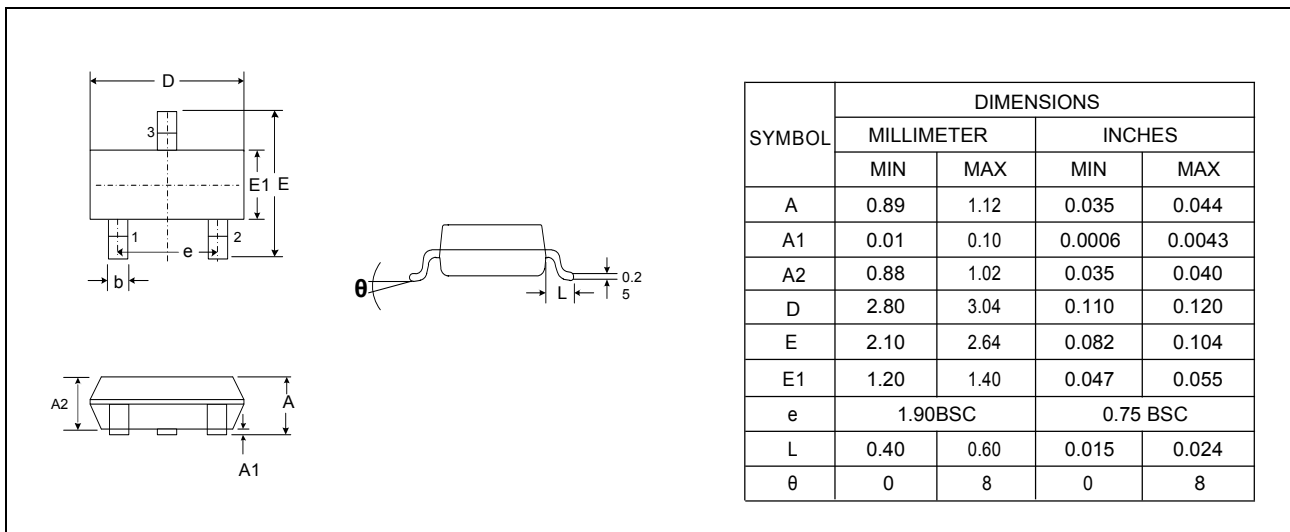 D
3
E1
E
1
2
e
b
θ
L
0.2
5
A2
A
A1
SYMBOL
DIMENSIONS
MILLIMETER INCHES
MIN MAX MIN MAX
A 0.89 1.12 0.035 0.044
A1 0.01 0.10 0.0006 0.0043
A2 0.88 1.02 0.035 0.040
D 2.80 3.04 0.110 0.120
E 2.10 2.64 0.082 0.104
E1 1.20 1.40 0.047 0.055
e 1.90BSC 0.75 BSC
L 0.40 0.60 0.015 0.024
θ 0 8 0 8